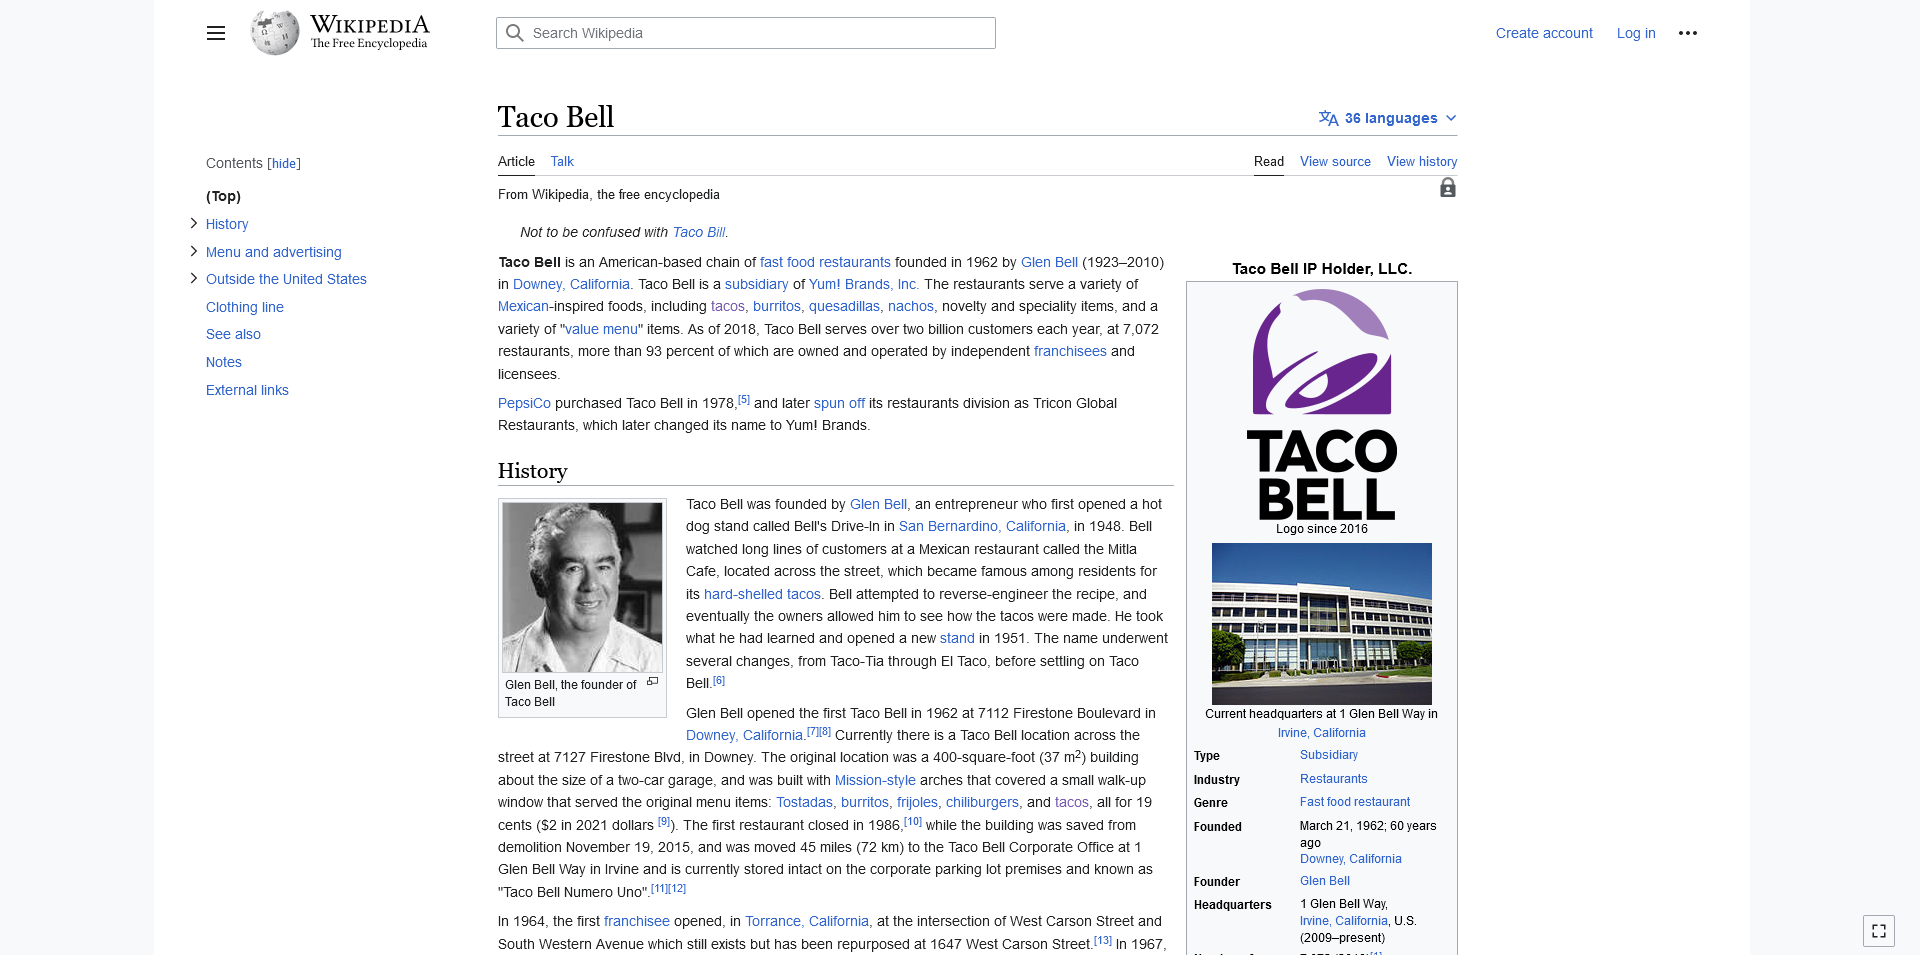 WIKIPEDIA
The Free Encyclopedia
Search Wikipedia
Create account
Log in
Taco Bell
36 languages
Contents [hide]
(Top)
History
Menu and advertising
Outside the United States
Clothing line
See also
Notes
External links
Article
Talk
Read
View source
View history
From Wikipedia, the free encyclopedia
Not to be confused with Taco Bill.
Taco Bell is an American-based chain of fast food restaurants founded in 1962 by Glen Bell (1923–2010)
in Downey, California. Taco Bell is a subsidiary of Yum! Brands, Inc. The restaurants serve a variety of
Mexican-inspired foods, including tacos, burritos, quesadillas, nachos, novelty and speciality items, and a
variety of "value menu" items. As of 2018, Taco Bell serves over two billion customers each year, at 7,072
restaurants, more than 93 percent of which are owned and operated by independent franchisees and
licensees.
PepsiCo purchased Taco Bell in 1978,[5] and later spun off its restaurants division as Tricon Global
Restaurants, which later changed its name to Yum! Brands.
History
Glen Bell, the founder of
Taco Bell
Taco Bell was founded by Glen Bell, an entrepreneur who first opened a hot
dog stand called Bell's Drive-In in San Bernardino, California, in 1948. Bell
watched long lines of customers at a Mexican restaurant called the Mitla
Cafe, located across the street, which became famous among residents for
its hard-shelled tacos. Bell attempted to reverse-engineer the recipe, and
eventually the owners allowed him to see how the tacos were made. He took
what he had learned and opened a new stand in 1951. The name underwent
several changes, from Taco-Tia through El Taco, before settling on Taco
Bell.[6]
Glen Bell opened the first Taco Bell in 1962 at 7112 Firestone Boulevard in
Downey, California.[7][8] Currently there is a Taco Bell location across the
street at 7127 Firestone Blvd, in Downey. The original location was a 400-square-foot (37 m2) building
about the size of a two-car garage, and was built with Mission-style arches that covered a small walk-up
window that served the original menu items: Tostadas, burritos, frijoles, chiliburgers, and tacos, all for 19
cents ($2 in 2021 dollars [9]). The first restaurant closed in 1986,[10] while the building was saved from
demolition November 19, 2015, and was moved 45 miles (72 km) to the Taco Bell Corporate Office at 1
Glen Bell Way in Irvine and is currently stored intact on the corporate parking lot premises and known as
"Taco Bell Numero Uno".[11][12]
In 1964, the first franchisee opened, in Torrance, California, at the intersection of West Carson Street and
South Western Avenue which still exists but has been repurposed at 1647 West Carson Street.[13] In 1967,
Taco Bell IP Holder, LLC.
TACO
BELL
Logo since 2016
Current headquarters at 1 Glen Bell Way in
Irvine, California
Type Subsidiary
Industry Restaurants
Genre Fast food restaurant
Founded March 21, 1962; 60 years
ago
Downey, California
Founder Glen Bell
Headquarters 1 Glen Bell Way,
Irvine, California, U.S.
(2009–present)